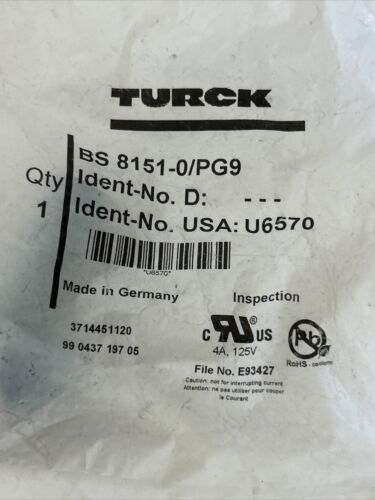 TURCK
BS 8151-0/PG9
Qty
Ident-No. D: ---
1
Ident-No. USA: U6570
*U6570*
Made in Germany
Inspection
3714451120
C RU US
4A, 125V
Pb
RoHS - conform
99 0437 197 05
File No. E93427
Caution: not for interrupting current
Attention: ne pas utiliser pour couper
le Courant